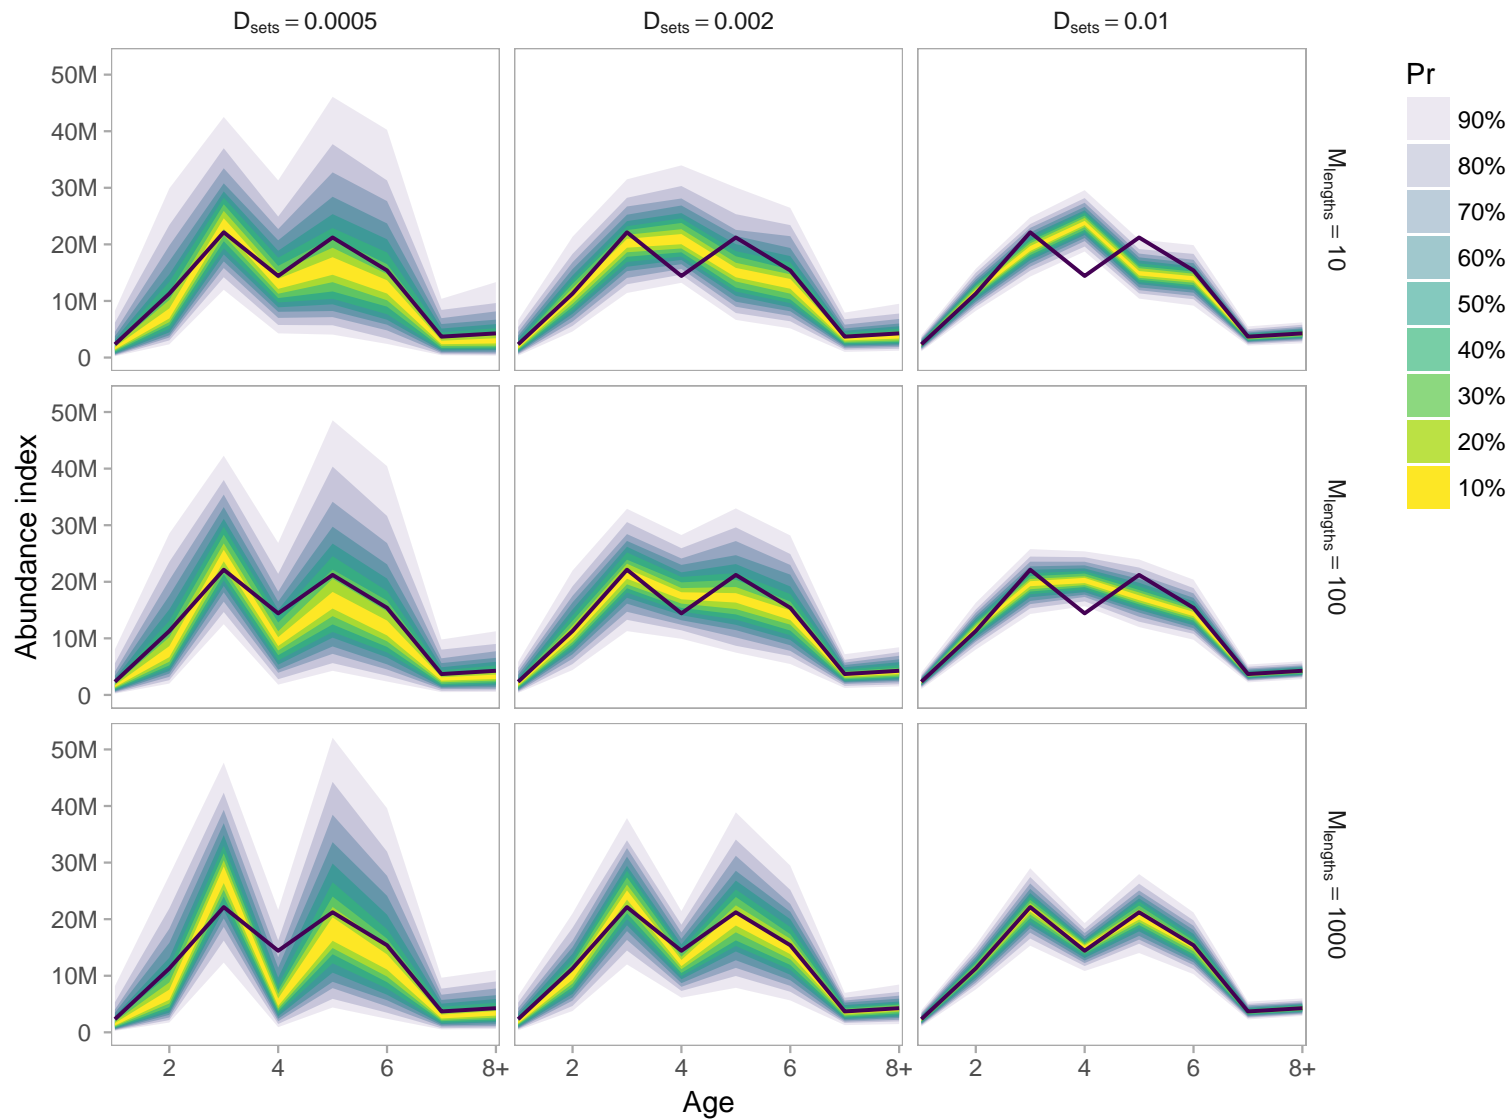 D_sets = 0.0005
D_sets = 0.002
D_sets = 0.01
Abundance index
50M
40M
30M
20M
10M
0
M_lengths = 10
50M
40M
30M
20M
10M
0
M_lengths = 100
50M
40M
30M
20M
10M
0
M_lengths = 1000
2
4
6
8+
2
4
6
8+
2
4
6
8+
Age
Pr
90%
80%
70%
60%
50%
40%
30%
20%
10%